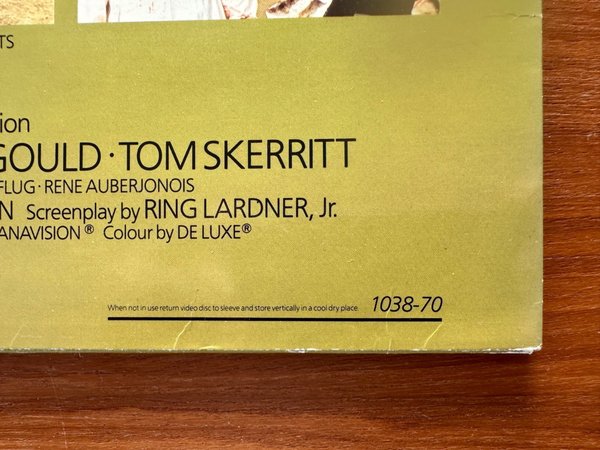 TS
ion
GOULD · TOM SKERRITT
FLUG · RENE AUBERJONOIS
N Screenplay by RING LARDNER, Jr.
ANAVISION® Colour by DE LUXE®
When not in use return video disc to sleeve and store vertically in a cool dry place. 1038-70